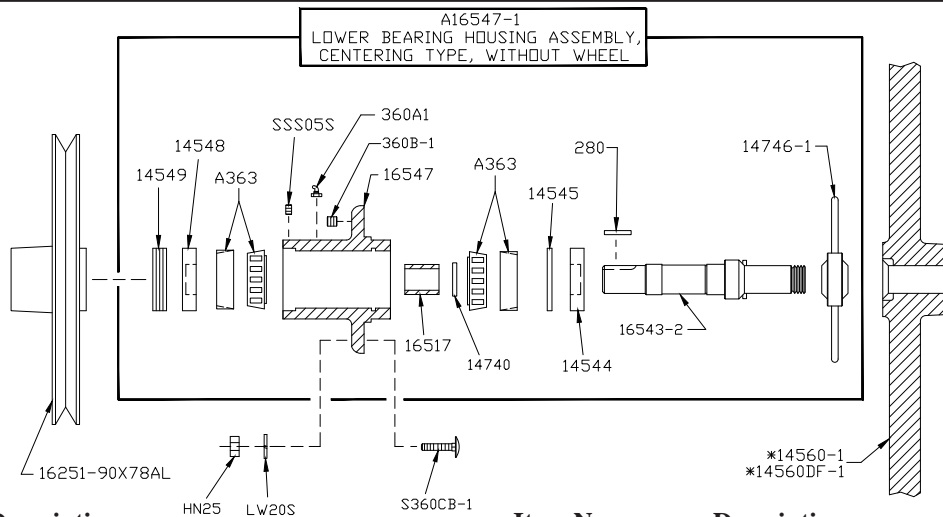 A16547-1
LOWER BEARING HOUSING ASSEMBLY,
CENTERING TYPE, WITHOUT WHEEL
SSS05S
360A1
360B-1
16547
14548
14549
A363
A363
280
14746-1
14545
16517
14740
14544
16543-2
16251-90X78AL
HN25
LW20S
S360CB-1
*14560-1
*14560DF-1